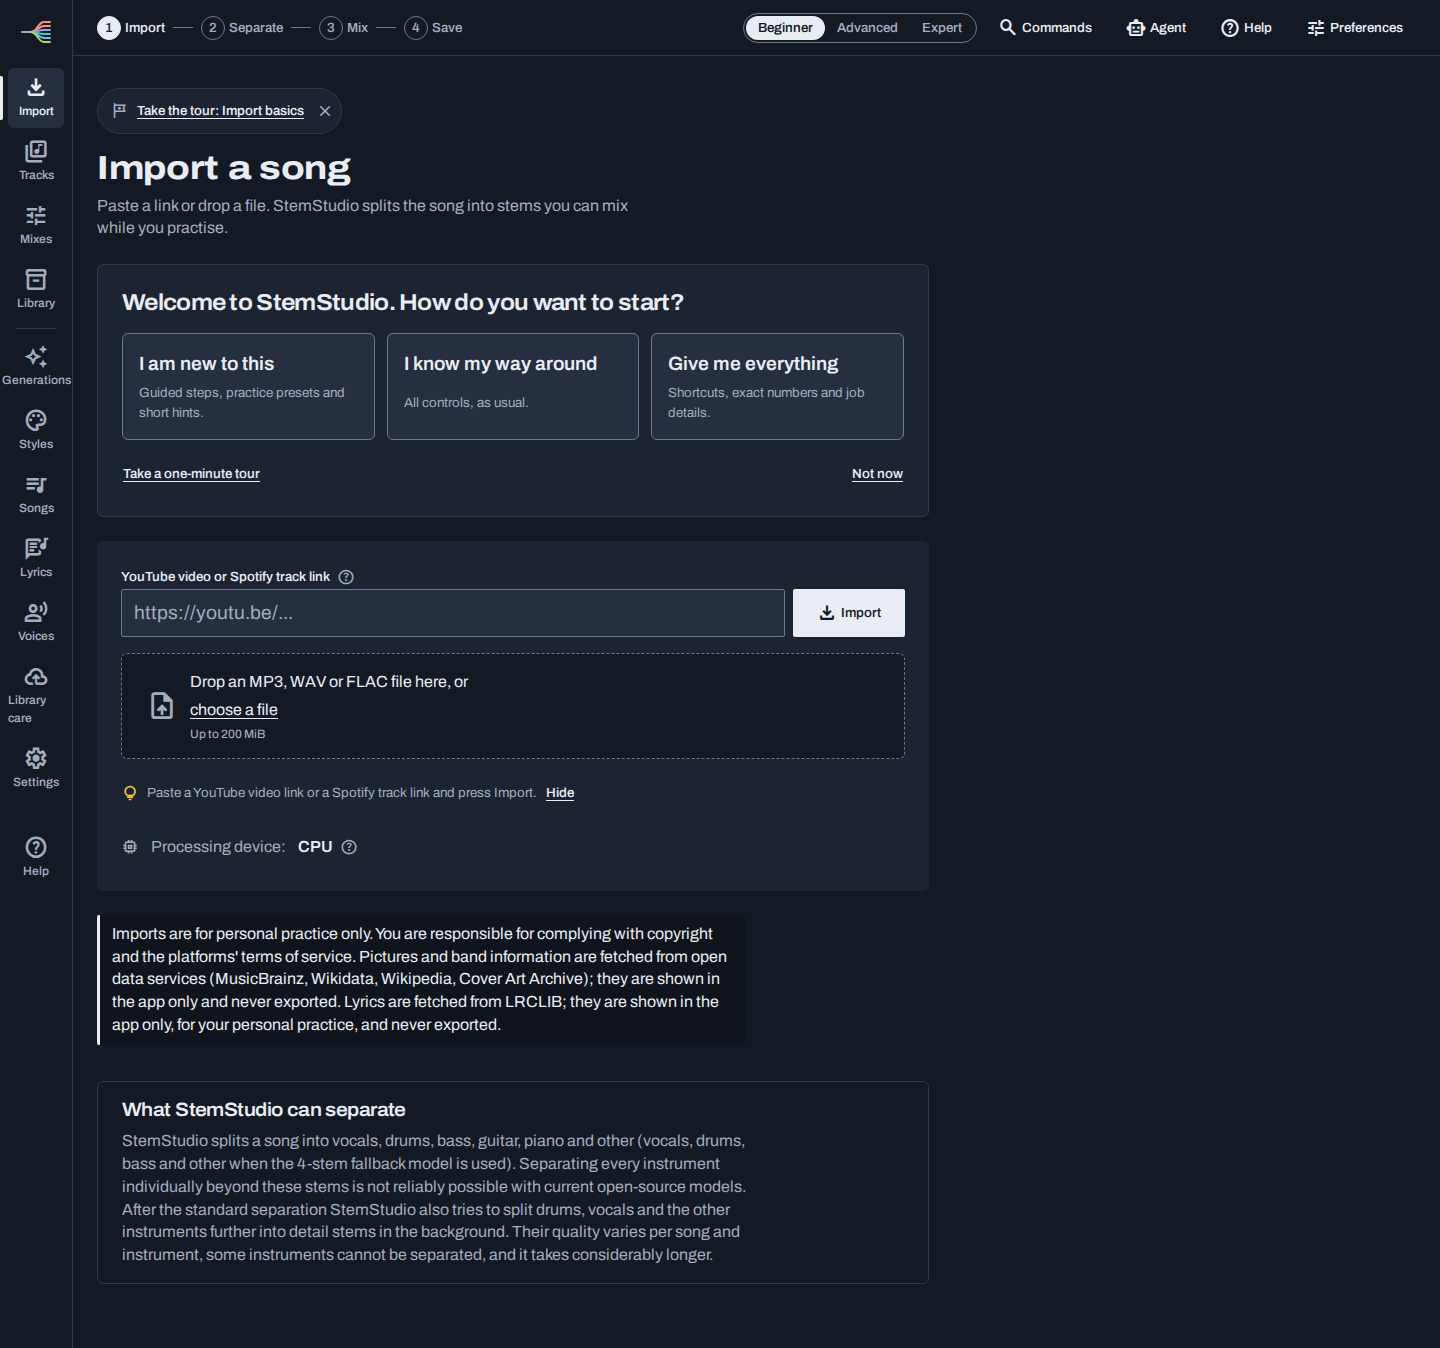 1 Import
2 Separate
3 Mix
4 Save
Beginner
Advanced
Expert
Commands
Agent
Help
Preferences
Import
Tracks
Mixes
Library
Generations
Styles
Songs
Lyrics
Voices
Library
care
Settings
Help
Take the tour: Import basics
Import a song
Paste a link or drop a file. StemStudio splits the song into stems you can mix
while you practise.
Welcome to StemStudio. How do you want to start?
I am new to this
Guided steps, practice presets and
short hints.
I know my way around
All controls, as usual.
Give me everything
Shortcuts, exact numbers and job
details.
Take a one-minute tour
Not now
YouTube video or Spotify track link
https://youtu.be/...
Import
Drop an MP3, WAV or FLAC file here, or
choose a file
Up to 200 MiB
Paste a YouTube video link or a Spotify track link and press Import. Hide
Processing device: CPU
Imports are for personal practice only. You are responsible for complying with copyright
and the platforms' terms of service. Pictures and band information are fetched from open
data services (MusicBrainz, Wikidata, Wikipedia, Cover Art Archive); they are shown in
the app only and never exported. Lyrics are fetched from LRCLIB; they are shown in the
app only, for your personal practice, and never exported.
What StemStudio can separate
StemStudio splits a song into vocals, drums, bass, guitar, piano and other (vocals, drums,
bass and other when the 4-stem fallback model is used). Separating every instrument
individually beyond these stems is not reliably possible with current open-source models.
After the standard separation StemStudio also tries to split drums, vocals and the other
instruments further into detail stems in the background. Their quality varies per song and
instrument, some instruments cannot be separated, and it takes considerably longer.